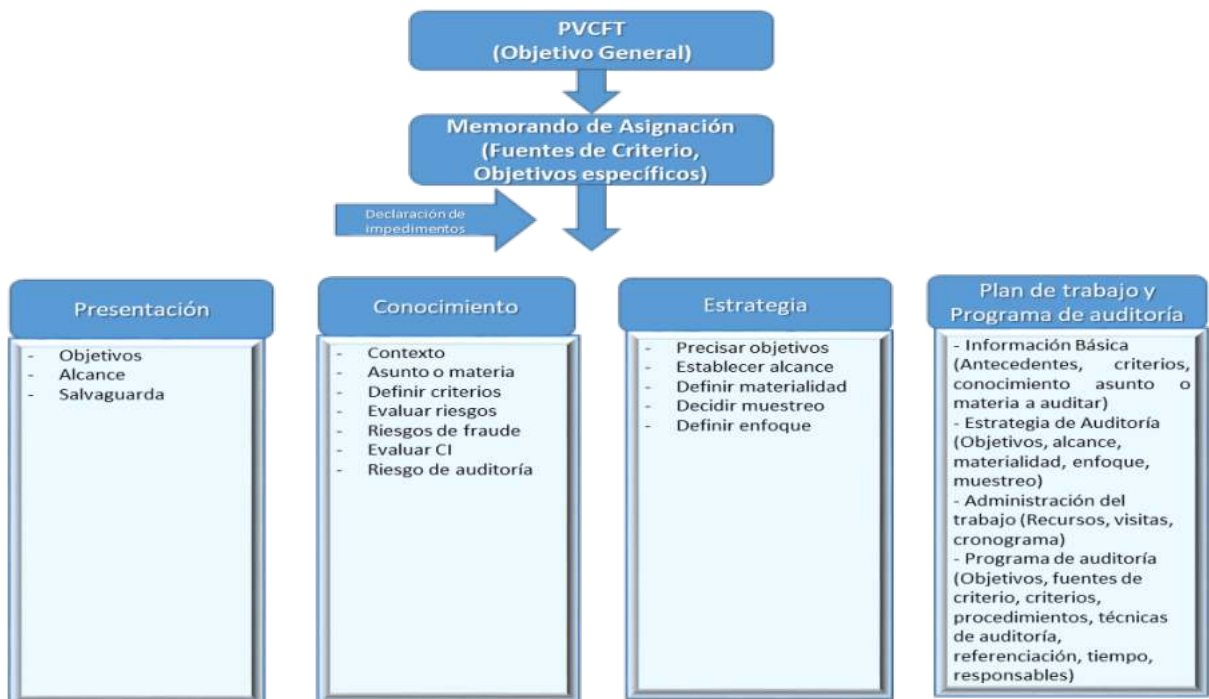 PVCFT
(Objetivo General)
Memorando de Asignación
(Fuentes de Criterio,
Objetivos específicos)
Declaración de
impedimentos
Presentación
- Objetivos
- Alcance
- Salvaguarda
Conocimiento
- Contexto
- Asunto o materia
- Definir criterios
- Evaluar riesgos
- Riesgos de fraude
- Evaluar CI
- Riesgo de auditoría
Estrategia
- Precisar objetivos
- Establecer alcance
- Definir materialidad
- Decidir muestreo
- Definir enfoque
Plan de trabajo y
Programa de auditoría
- Información Básica
(Antecedentes, criterios,
conocimiento asunto o
materia a auditar)
- Estrategia de Auditoría
(Objetivos, alcance,
materialidad, enfoque,
muestreo)
- Administración del
trabajo (Recursos, visitas,
cronograma)
- Programa de auditoría
(Objetivos, fuentes de
criterio, criterios,
procedimientos, técnicas
de auditoría,
referenciación, tiempo,
responsables)